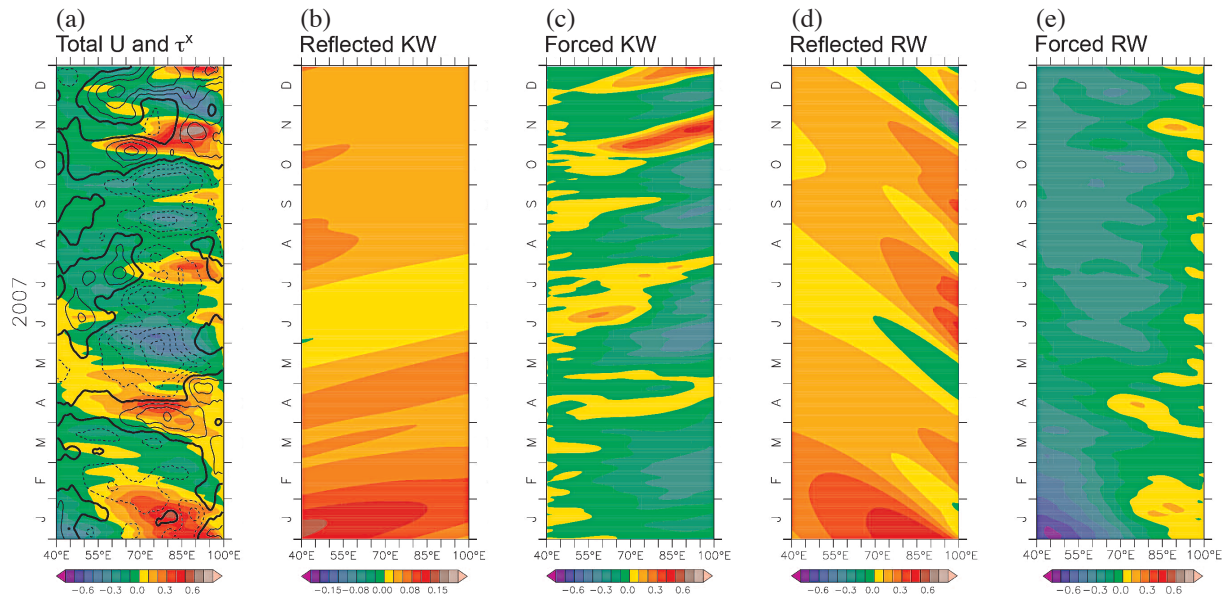 (a) (b) (c) (d) (e)
Total U and τˣ Reflected KW Forced KW Reflected RW Forced RW
D D D D D
N N N N N
O O O O O
S S S S S
A A A A A
J J J J J
2007
J J J J J
M M M M M
A A A A A
M M M M M
F F F F F
J J J J J
40°E 55°E 70°E 85°E 100°E 40°E 55°E 70°E 85°E 100°E 40°E 55°E 70°E 85°E 100°E 40°E 55°E 70°E 85°E 100°E 40°E 55°E 70°E 85°E 100°E
−0.6 −0.3 0.0 0.3 0.6 −0.15 −0.08 0.00 0.08 0.15 −0.6 −0.3 0.0 0.3 0.6 −0.6 −0.3 0.0 0.3 0.6 −0.6 −0.3 0.0 0.3 0.6